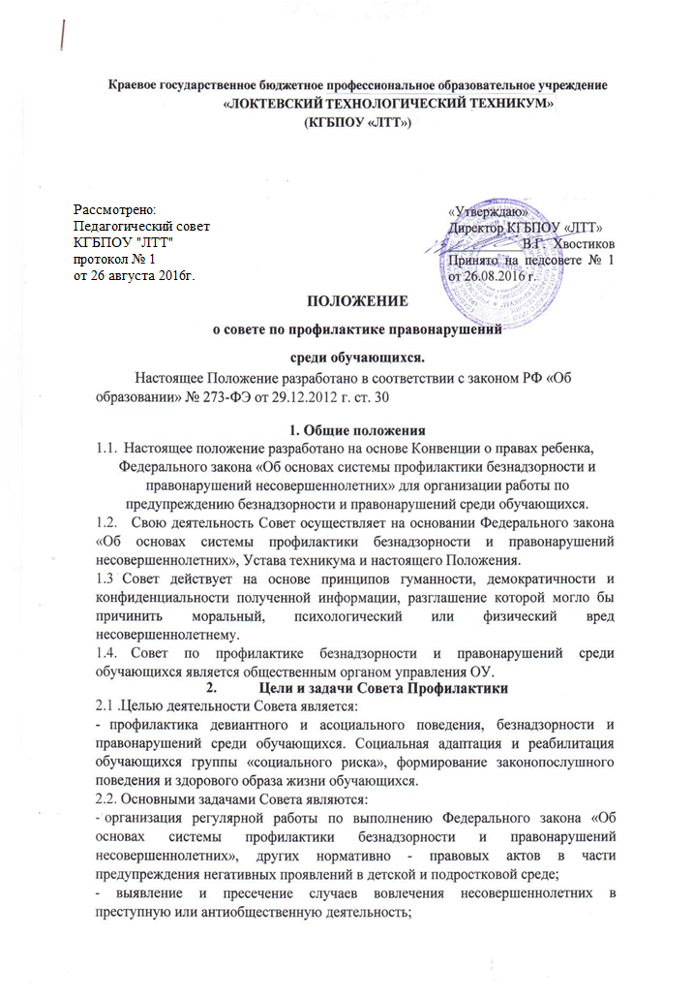 Краевое государственное бюджетное профессиональное образовательное учреждение
«ЛОКТЕВСКИЙ ТЕХНОЛОГИЧЕСКИЙ ТЕХНИКУМ»
(КГБПОУ «ЛТТ»)
Рассмотрено:
Педагогический совет
КГБПОУ "ЛТТ"
протокол № 1
от 26 августа 2016г.
«Утверждаю»
Директор КГБПОУ «ЛТТ»
В.Г. Хвостиков
Принято на педсовете № 1
от 26.08.2016 г.
ПОЛОЖЕНИЕ
о совете по профилактике правонарушений
среди обучающихся.
Настоящее Положение разработано в соответствии с законом РФ «Об
образовании» № 273-ФЭ от 29.12.2012 г. ст. 30
1. Общие положения
1.1. Настоящее положение разработано на основе Конвенции о правах ребенка,
Федерального закона «Об основах системы профилактики безнадзорности и
правонарушений несовершеннолетних» для организации работы по
предупреждению безнадзорности и правонарушений среди обучающихся.
1.2. Свою деятельность Совет осуществляет на основании Федерального закона
«Об основах системы профилактики безнадзорности и правонарушений
несовершеннолетних», Устава техникума и настоящего Положения.
1.3 Совет действует на основе принципов гуманности, демократичности и
конфиденциальности полученной информации, разглашение которой могло бы
причинить моральный, психологический или физический вред
несовершеннолетнему.
1.4. Совет по профилактике безнадзорности и правонарушений среди
обучающихся является общественным органом управления ОУ.
2. Цели и задачи Совета Профилактики
2.1 .Целью деятельности Совета является:
- профилактика девиантного и асоциального поведения, безнадзорности и
правонарушений среди обучающихся. Социальная адаптация и реабилитация
обучающихся группы «социального риска», формирование законопослушного
поведения и здорового образа жизни обучающихся.
2.2. Основными задачами Совета являются:
- организация регулярной работы по выполнению Федерального закона «Об
основах системы профилактики безнадзорности и правонарушений
несовершеннолетних», других нормативно - правовых актов в части
предупреждения негативных проявлений в детской и подростковой среде;
- выявление и пресечение случаев вовлечения несовершеннолетних в
преступную или антиобщественную деятельность;